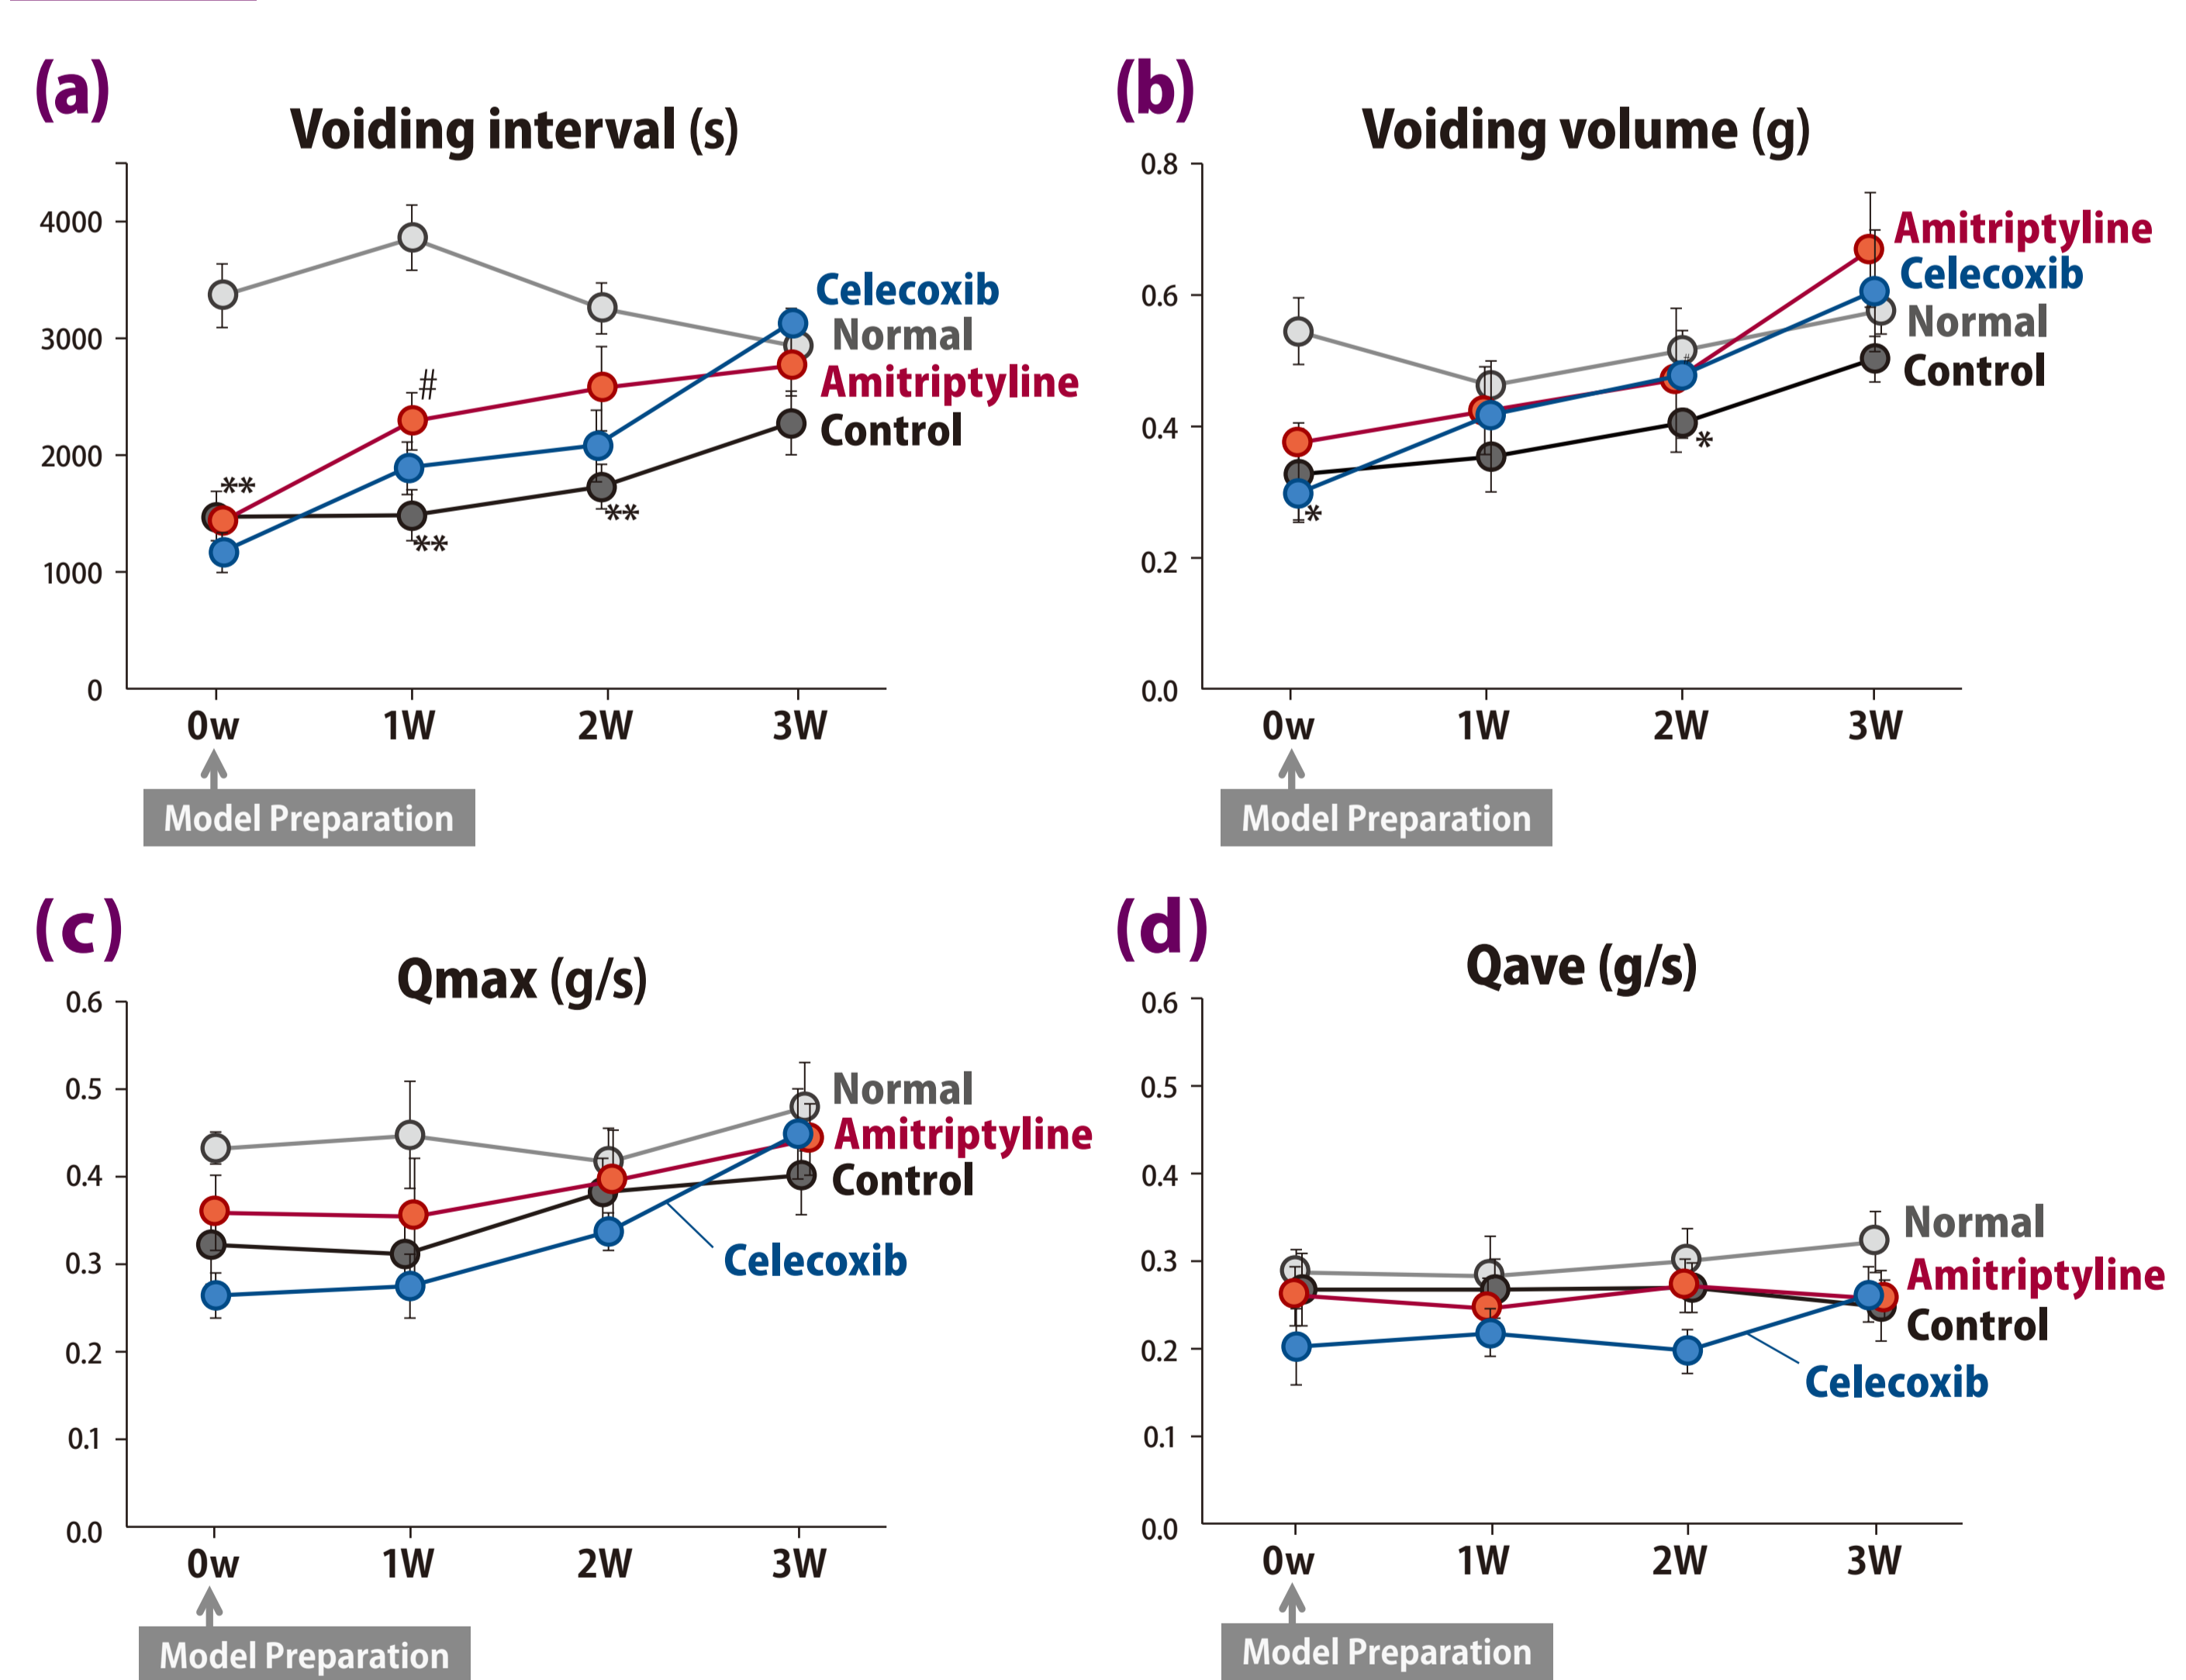 (a)
Voiding interval (s)
4000
3000
2000
1000
0
**
**
#
**
Celecoxib
Normal
Amitriptyline
Control
0w
1W
2W
3W
Model Preparation
(b)
Voiding volume (g)
0.8
0.6
0.4
0.2
0.0
*
#
*
Amitriptyline
Celecoxib
Normal
Control
0w
1W
2W
3W
Model Preparation
(c)
Qmax (g/s)
0.6
0.5
0.4
0.3
0.2
0.1
0.0
Normal
Amitriptyline
Control
Celecoxib
0w
1W
2W
3W
Model Preparation
(d)
Qave (g/s)
0.6
0.5
0.4
0.3
0.2
0.1
0.0
Normal
Amitriptyline
Control
Celecoxib
0w
1W
2W
3W
Model Preparation